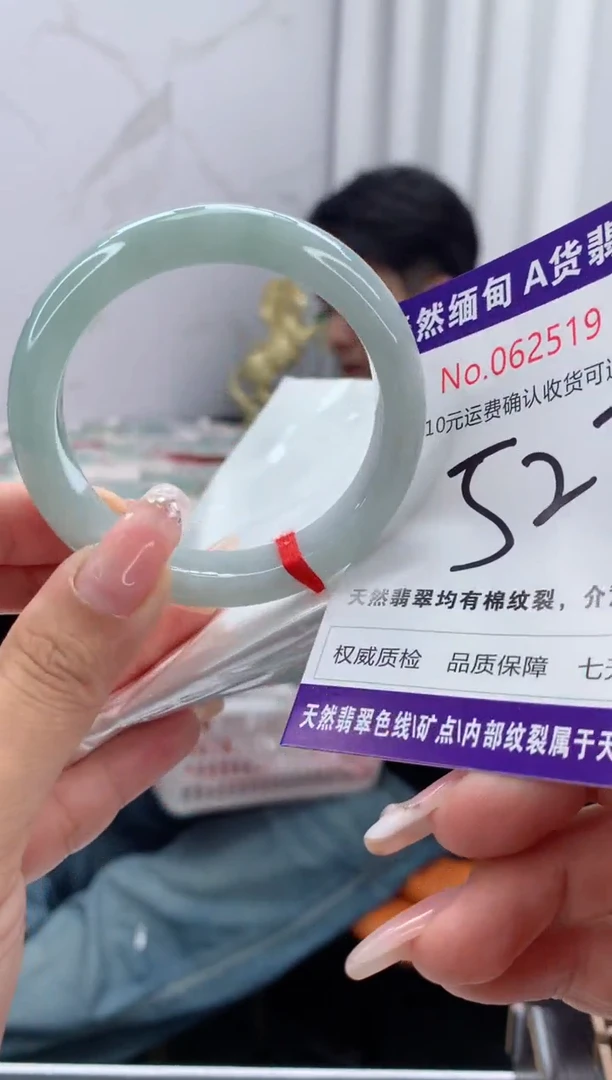 然缅甸 A货翡
No.062519
10元运费确认收货可
52
天然翡翠均有棉纹裂，介
权威质检 品质保障 七
天然翡翠色线\矿点\内部纹裂属于天